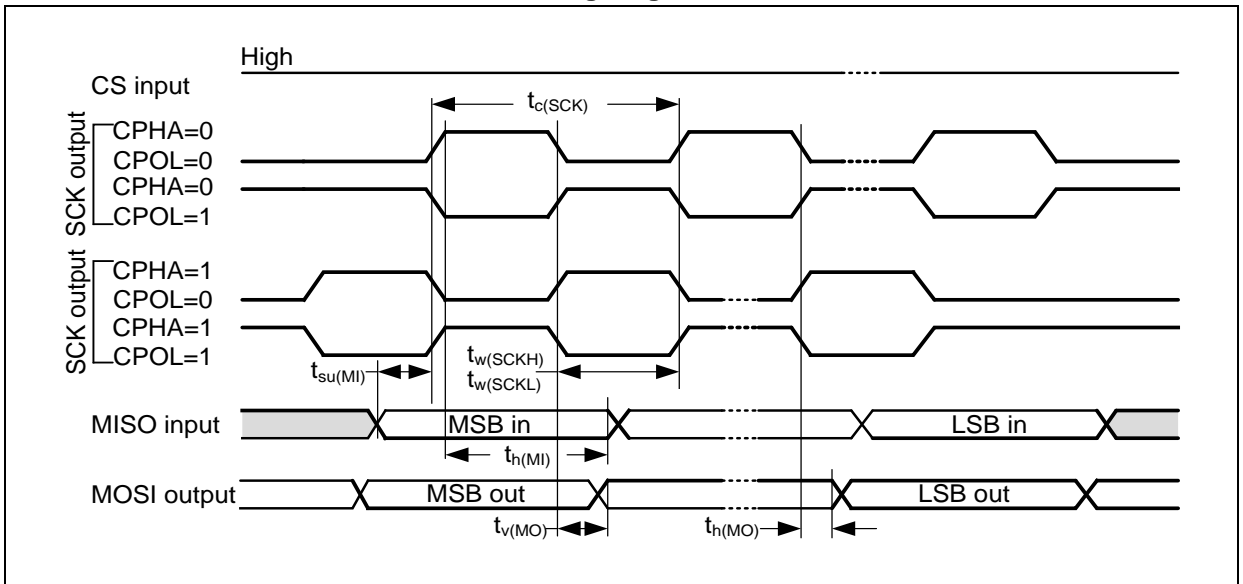 High
CS input
tc(SCK)
SCK output
CPHA=0
CPOL=0
CPHA=0
CPOL=1
SCK output
CPHA=1
CPOL=0
CPHA=1
CPOL=1
tsu(MI)
tw(SCKH)
tw(SCKL)
MISO input
MSB in
LSB in
th(MI)
MOSI output
MSB out
LSB out
tv(MO)
th(MO)